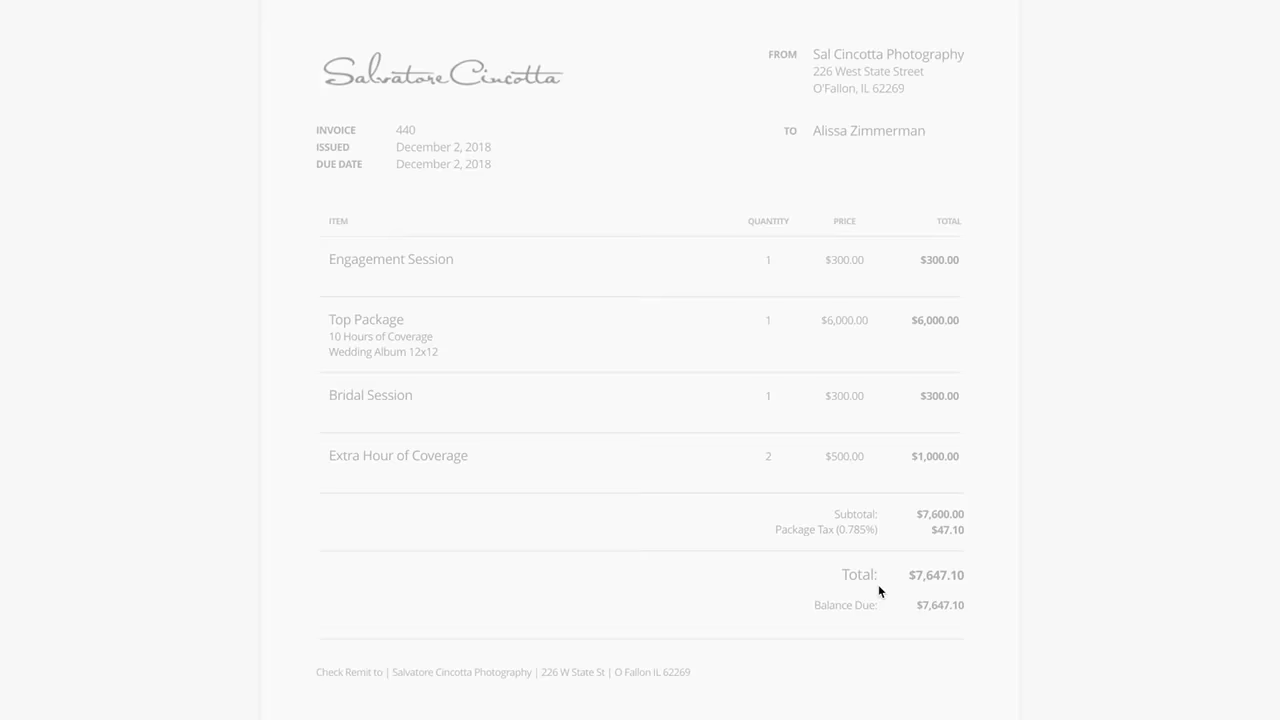 Salvatore Cincotta
FROM Sal Cincotta Photography
226 West State Street
O'Fallon, IL 62269
INVOICE 440
ISSUED December 2, 2018
DUE DATE December 2, 2018
TO Alissa Zimmerman
ITEM QUANTITY PRICE TOTAL
Engagement Session 1 $300.00 $300.00
Top Package 1 $6,000.00 $6,000.00
10 Hours of Coverage
Wedding Album 12x12
Bridal Session 1 $300.00 $300.00
Extra Hour of Coverage 2 $500.00 $1,000.00
Subtotal: $7,600.00
Package Tax (0.785%) $47.10
Total: $7,647.10
Balance Due: $7,647.10
Check Remit to | Salvatore Cincotta Photography | 226 W State St | O Fallon IL 62269